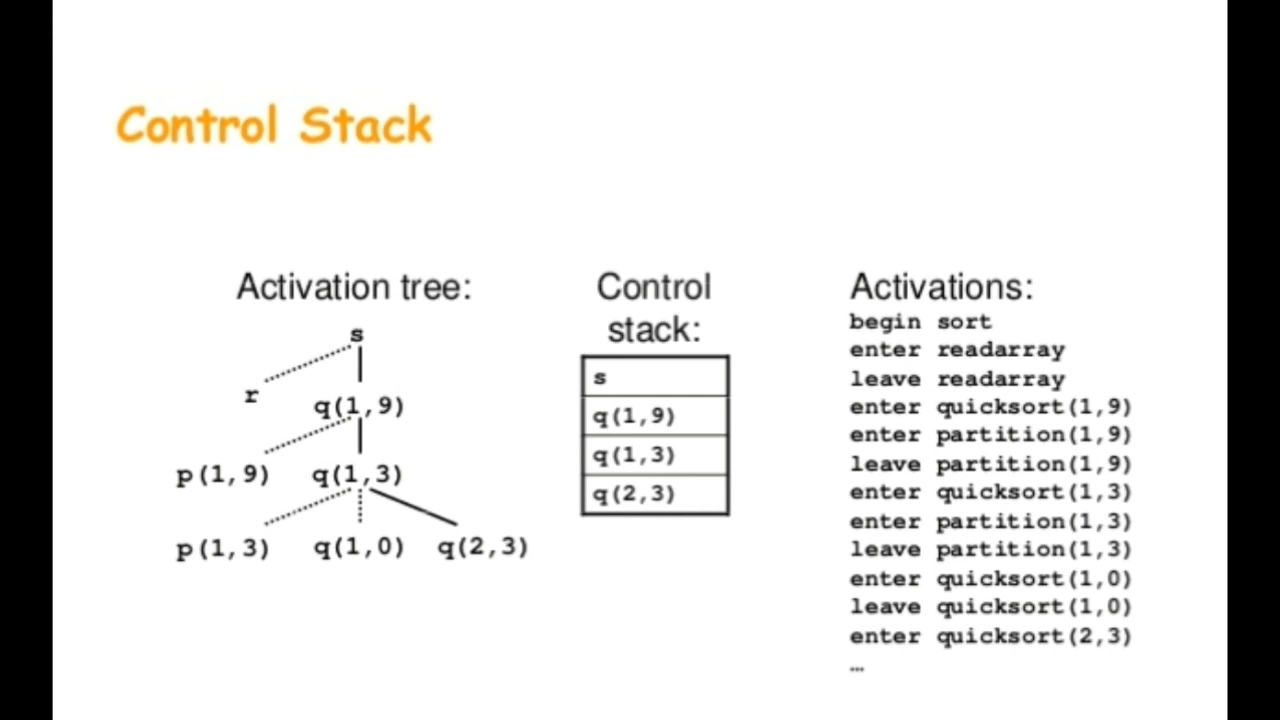 Control Stack
Activation tree:
s
r
q(1,9)
p(1,9) q(1,3)
p(1,3) q(1,0) q(2,3)
Control
stack:
s
q(1,9)
q(1,3)
q(2,3)
Activations:
begin sort
enter readarray
leave readarray
enter quicksort(1,9)
enter partition(1,9)
leave partition(1,9)
enter quicksort(1,3)
enter partition(1,3)
leave partition(1,3)
enter quicksort(1,0)
leave quicksort(1,0)
enter quicksort(2,3)
…